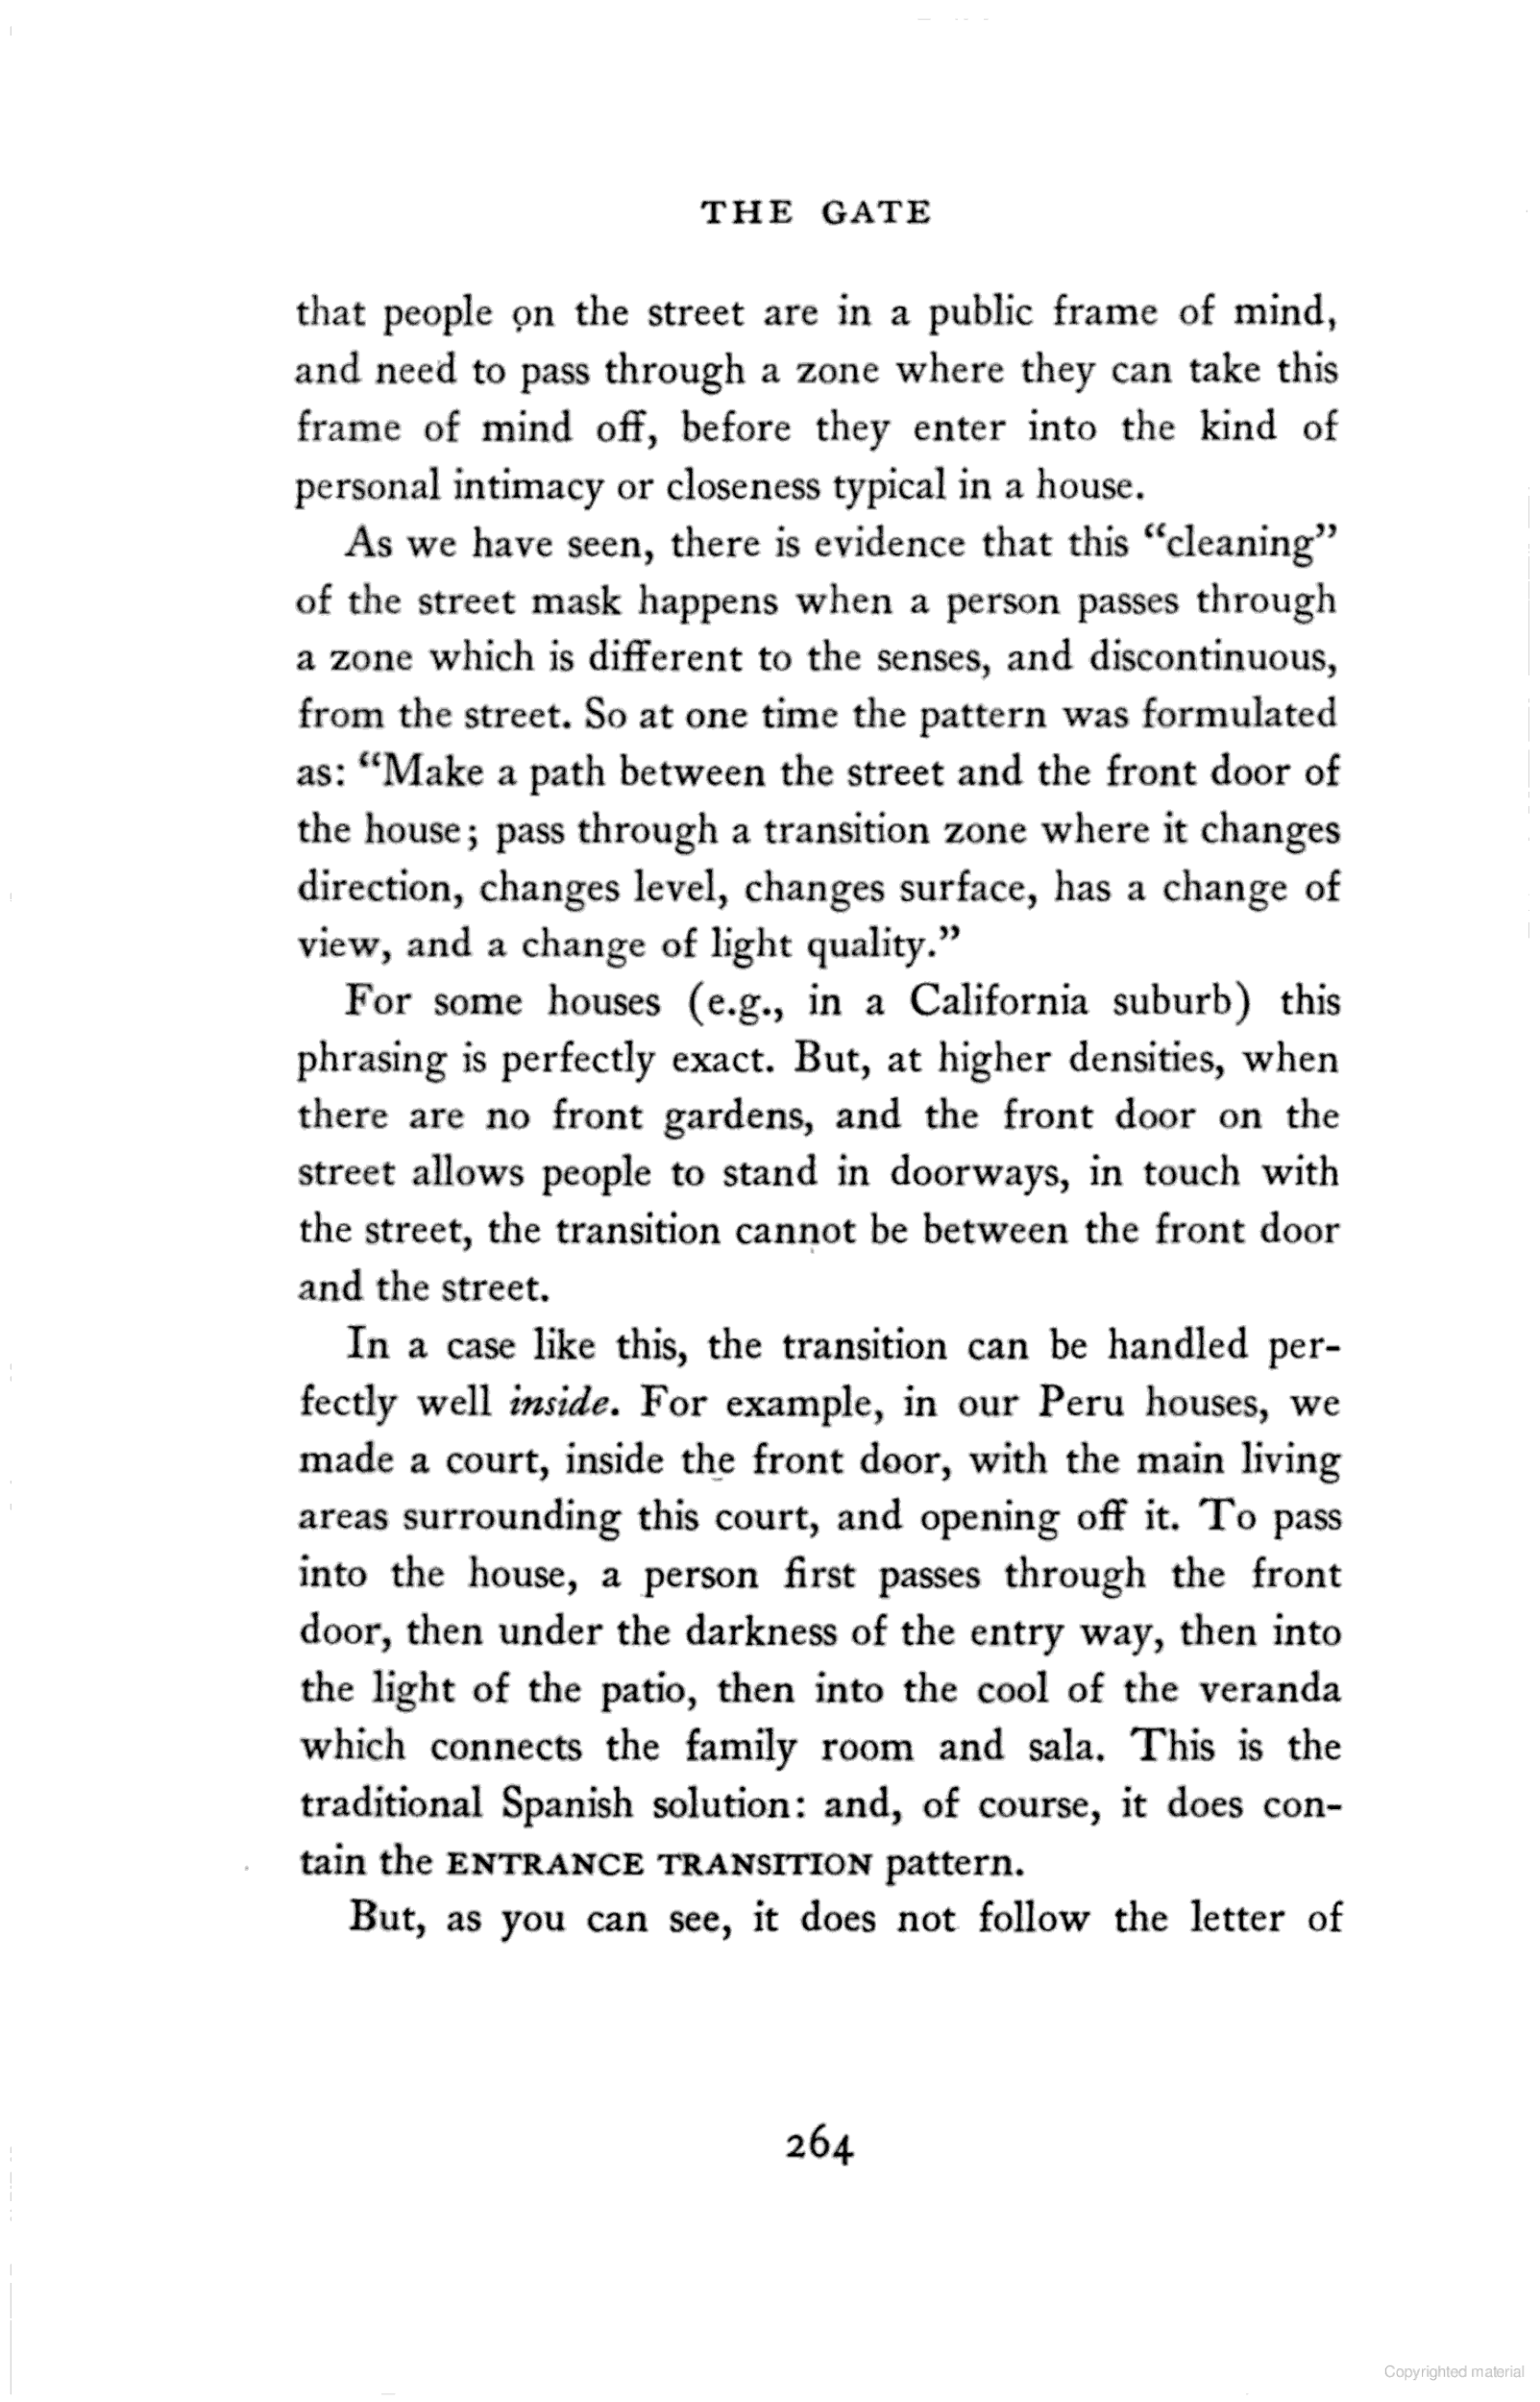 THE GATE
that people on the street are in a public frame of mind,
and need to pass through a zone where they can take this
frame of mind off, before they enter into the kind of
personal intimacy or closeness typical in a house.
As we have seen, there is evidence that this “cleaning”
of the street mask happens when a person passes through
a zone which is different to the senses, and discontinuous,
from the street. So at one time the pattern was formulated
as: “Make a path between the street and the front door of
the house; pass through a transition zone where it changes
direction, changes level, changes surface, has a change of
view, and a change of light quality.”
For some houses (e.g., in a California suburb) this
phrasing is perfectly exact. But, at higher densities, when
there are no front gardens, and the front door on the
street allows people to stand in doorways, in touch with
the street, the transition cannot be between the front door
and the street.
In a case like this, the transition can be handled per-
fectly well inside. For example, in our Peru houses, we
made a court, inside the front door, with the main living
areas surrounding this court, and opening off it. To pass
into the house, a person first passes through the front
door, then under the darkness of the entry way, then into
the light of the patio, then into the cool of the veranda
which connects the family room and sala. This is the
traditional Spanish solution: and, of course, it does con-
tain the ENTRANCE TRANSITION pattern.
But, as you can see, it does not follow the letter of
264
Copyrighted material